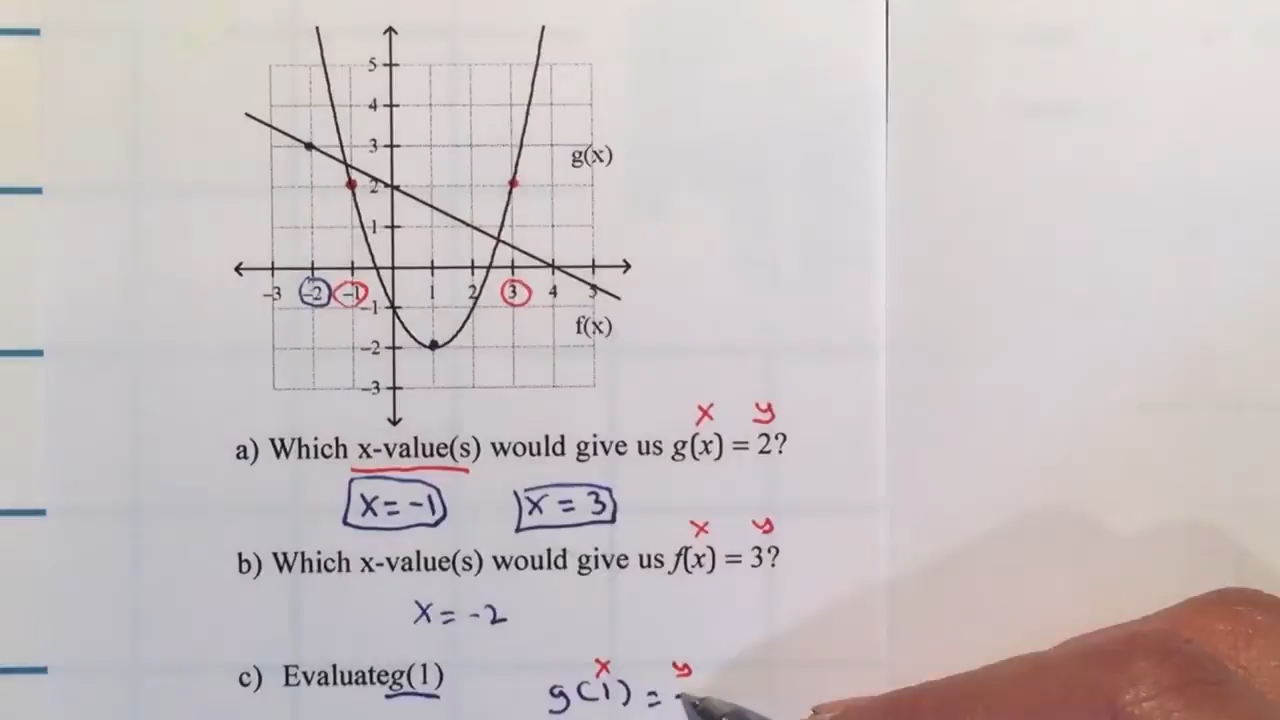 5
4
3
g(x)
2
1
-3 -2 -1 1 2 3 4 5
-1
f(x)
-2
-3
x y
a) Which x-value(s) would give us g(x) = 2?
x = -1 x = 3
x y
b) Which x-value(s) would give us f(x) = 3?
x = -2
x y
c) Evaluateg(1) g(1) =